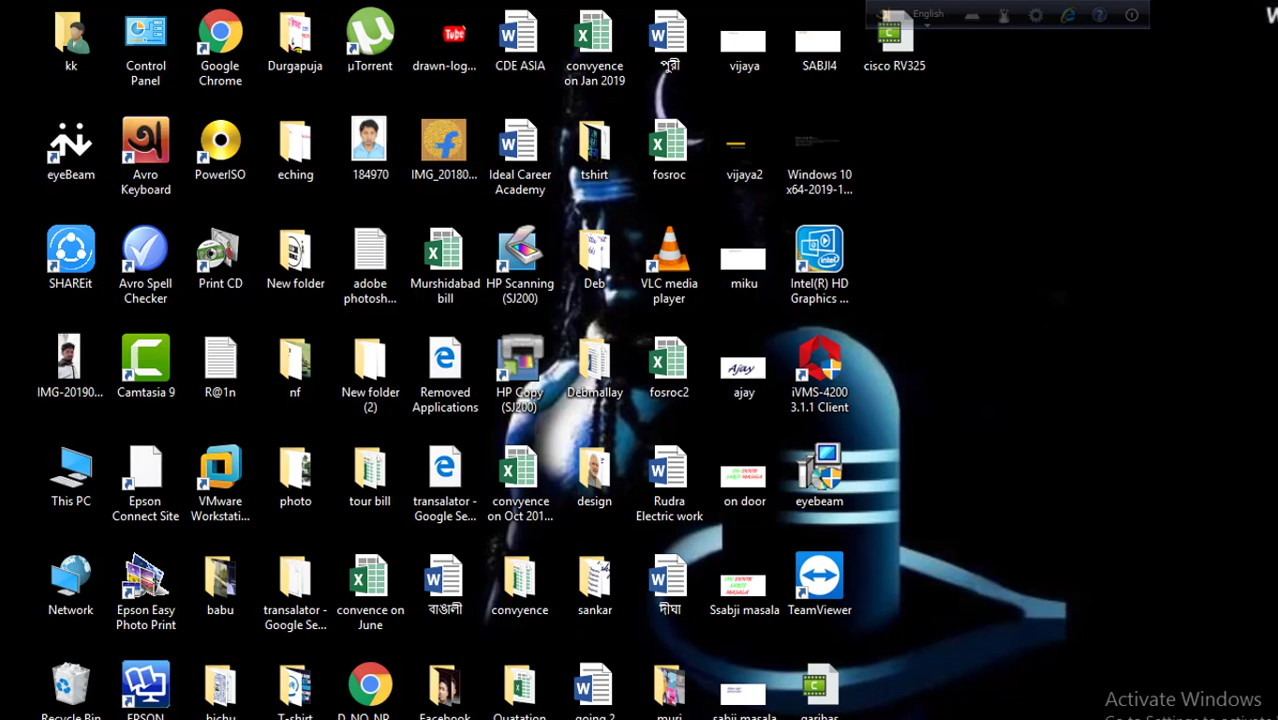 English
kk
Control
Panel
Google
Chrome
Durgapuja
µTorrent
drawn-log...
CDE ASIA
convyence
on Jan 2019
পুরী
vijaya
SABJI4
cisco RV325
eyeBeam
Avro
Keyboard
PowerISO
eching
184970
IMG_20180...
Ideal Career
Academy
tshirt
fosroc
vijaya2
Windows 10
x64-2019-1...
SHAREit
Avro Spell
Checker
Print CD
New folder
adobe
photosh...
Murshidabad
bill
HP Scanning
(SJ200)
Deb
VLC media
player
miku
Intel(R) HD
Graphics ...
IMG-20190...
Camtasia 9
R@1n
nf
New folder
(2)
Removed
Applications
HP Copy
(SJ200)
Debmallay
fosroc2
Ajay
ajay
iVMS-4200
3.1.1 Client
This PC
Epson
Connect Site
VMware
Workstati...
photo
tour bill
transalator -
Google Se...
convyence
on Oct 201...
design
Rudra
Electric work
on door
eyebeam
Network
Epson Easy
Photo Print
babu
transalator -
Google Se...
convence on
June
বাঙালী
convyence
sankar
দীঘা
Ssabji masala
TeamViewer
Recycle Bin
EPSON
bichu
T-shirt
D_NO_NP...
Facebook
Quatation
going 2
muri
sabji masala
garibas
Activate Windows